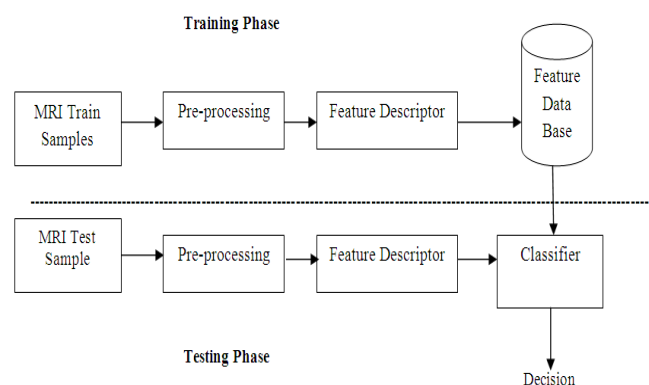 Training Phase
MRI Train
Samples
Pre-processing
Feature Descriptor
Feature
Data
Base
MRI Test
Sample
Pre-processing
Feature Descriptor
Classifier
Testing Phase
Decision